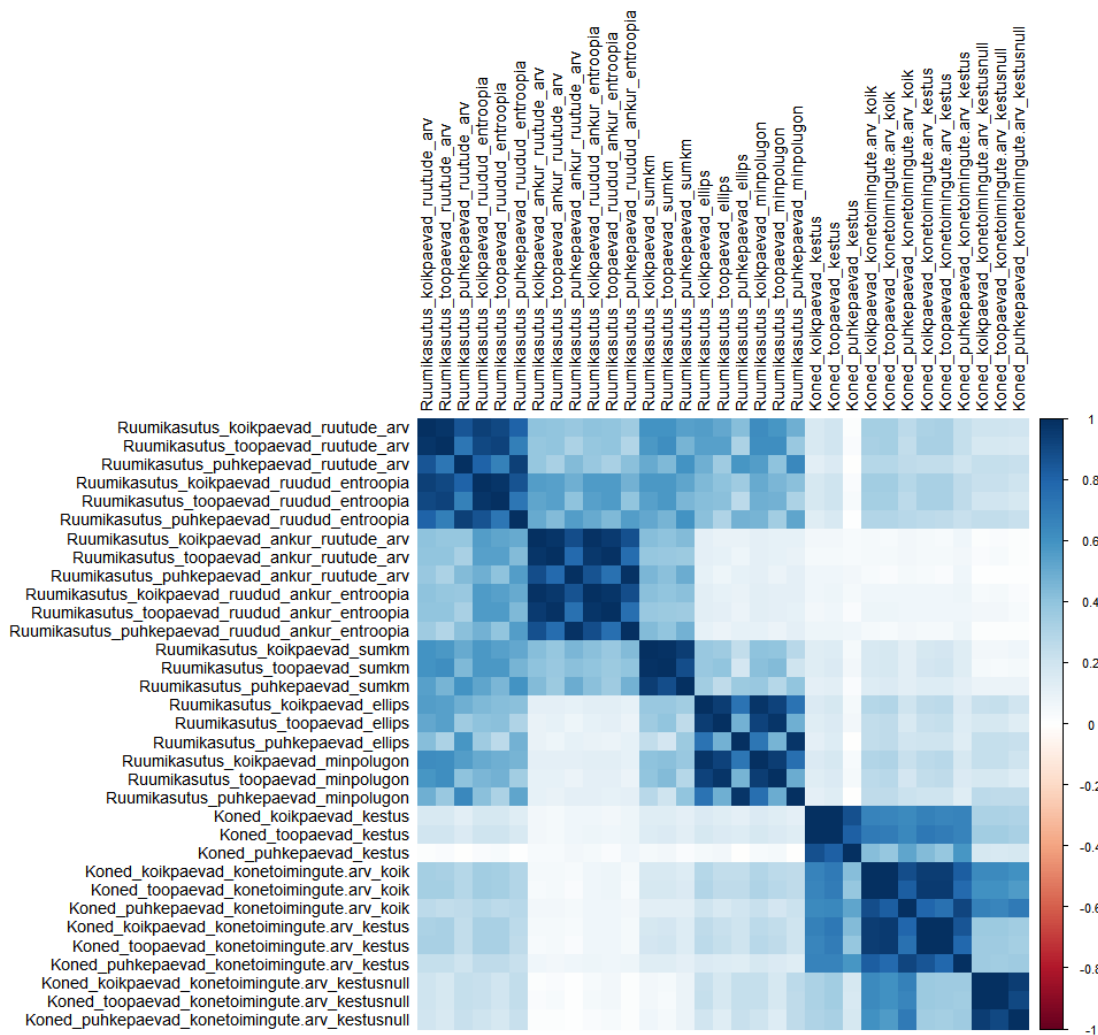 Ruumikasutus_koikpaevad_ruutude_arv
Ruumikasutus_toopaevad_ruutude_arv
Ruumikasutus_puhkepaevad_ruutude_arv
Ruumikasutus_koikpaevad_ruudud_entroopia
Ruumikasutus_toopaevad_ruudud_entroopia
Ruumikasutus_puhkepaevad_ruudud_entroopia
Ruumikasutus_koikpaevad_ankur_ruutude_arv
Ruumikasutus_toopaevad_ankur_ruutude_arv
Ruumikasutus_puhkepaevad_ankur_ruutude_arv
Ruumikasutus_koikpaevad_ruudud_ankur_entroopia
Ruumikasutus_toopaevad_ruudud_ankur_entroopia
Ruumikasutus_puhkepaevad_ruudud_ankur_entroopia
Ruumikasutus_koikpaevad_sumkm
Ruumikasutus_toopaevad_sumkm
Ruumikasutus_puhkepaevad_sumkm
Ruumikasutus_koikpaevad_ellips
Ruumikasutus_toopaevad_ellips
Ruumikasutus_puhkepaevad_ellips
Ruumikasutus_koikpaevad_minpolugon
Ruumikasutus_toopaevad_minpolugon
Ruumikasutus_puhkepaevad_minpolugon
Koned_koikpaevad_kestus
Koned_toopaevad_kestus
Koned_puhkepaevad_kestus
Koned_koikpaevad_konetoimingute.arv_koik
Koned_toopaevad_konetoimingute.arv_koik
Koned_puhkepaevad_konetoimingute.arv_koik
Koned_koikpaevad_konetoimingute.arv_kestus
Koned_toopaevad_konetoimingute.arv_kestus
Koned_puhkepaevad_konetoimingute.arv_kestus
Koned_koikpaevad_konetoimingute.arv_kestusnull
Koned_toopaevad_konetoimingute.arv_kestusnull
Koned_puhkepaevad_konetoimingute.arv_kestusnull
Ruumikasutus_koikpaevad_ruutude_arv
Ruumikasutus_toopaevad_ruutude_arv
Ruumikasutus_puhkepaevad_ruutude_arv
Ruumikasutus_koikpaevad_ruudud_entroopia
Ruumikasutus_toopaevad_ruudud_entroopia
Ruumikasutus_puhkepaevad_ruudud_entroopia
Ruumikasutus_koikpaevad_ankur_ruutude_arv
Ruumikasutus_toopaevad_ankur_ruutude_arv
Ruumikasutus_puhkepaevad_ankur_ruutude_arv
Ruumikasutus_koikpaevad_ruudud_ankur_entroopia
Ruumikasutus_toopaevad_ruudud_ankur_entroopia
Ruumikasutus_puhkepaevad_ruudud_ankur_entroopia
Ruumikasutus_koikpaevad_sumkm
Ruumikasutus_toopaevad_sumkm
Ruumikasutus_puhkepaevad_sumkm
Ruumikasutus_koikpaevad_ellips
Ruumikasutus_toopaevad_ellips
Ruumikasutus_puhkepaevad_ellips
Ruumikasutus_koikpaevad_minpolugon
Ruumikasutus_toopaevad_minpolugon
Ruumikasutus_puhkepaevad_minpolugon
Koned_koikpaevad_kestus
Koned_toopaevad_kestus
Koned_puhkepaevad_kestus
Koned_koikpaevad_konetoimingute.arv_koik
Koned_toopaevad_konetoimingute.arv_koik
Koned_puhkepaevad_konetoimingute.arv_koik
Koned_koikpaevad_konetoimingute.arv_kestus
Koned_toopaevad_konetoimingute.arv_kestus
Koned_puhkepaevad_konetoimingute.arv_kestus
Koned_koikpaevad_konetoimingute.arv_kestusnull
Koned_toopaevad_konetoimingute.arv_kestusnull
Koned_puhkepaevad_konetoimingute.arv_kestusnull
1
0.8
0.6
0.4
0.2
0
-0.2
-0.4
-0.6
-0.8
-1